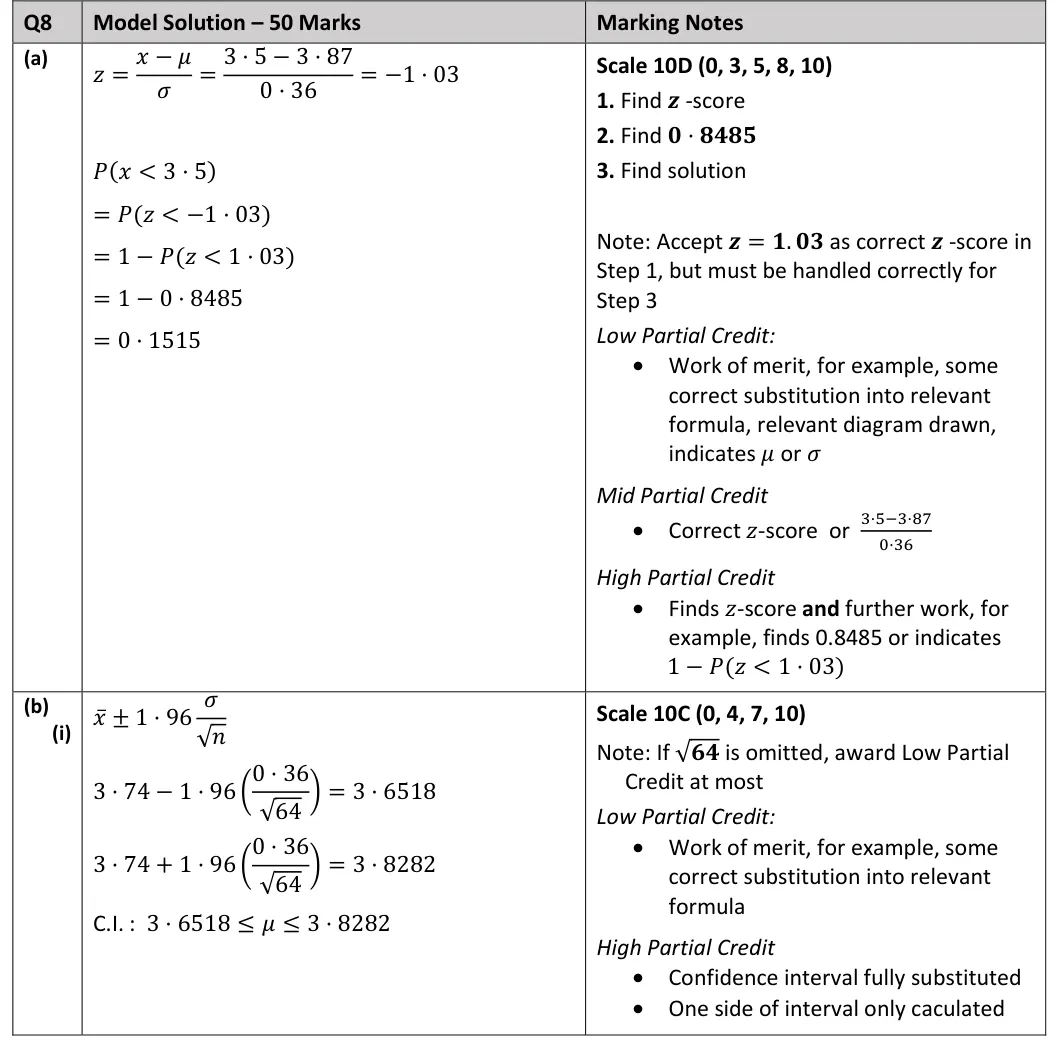 Q8 Model Solution – 50 Marks Marking Notes
(a)
z = (x − μ)/σ = (3 · 5 − 3 · 87)/(0 · 36) = −1 · 03
P(x < 3 · 5)
= P(z < −1 · 03)
= 1 − P(z < 1 · 03)
= 1 − 0 · 8485
= 0 · 1515
Scale 10D (0, 3, 5, 8, 10)
1. Find z -score
2. Find 0 · 8485
3. Find solution
Note: Accept z = 1. 03 as correct z -score in
Step 1, but must be handled correctly for
Step 3
Low Partial Credit:
• Work of merit, for example, some
correct substitution into relevant
formula, relevant diagram drawn,
indicates μ or σ
Mid Partial Credit
• Correct z-score or (3·5−3·87)/(0·36)
High Partial Credit
• Finds z-score and further work, for
example, finds 0.8485 or indicates
1 − P(z < 1 · 03)
(b)
(i)
x̄ ± 1 · 96 σ/√n
3 · 74 − 1 · 96 (0 · 36/√64) = 3 · 6518
3 · 74 + 1 · 96 (0 · 36/√64) = 3 · 8282
C.I. : 3 · 6518 ≤ μ ≤ 3 · 8282
Scale 10C (0, 4, 7, 10)
Note: If √64 is omitted, award Low Partial
Credit at most
Low Partial Credit:
• Work of merit, for example, some
correct substitution into relevant
formula
High Partial Credit
• Confidence interval fully substituted
• One side of interval only caculated